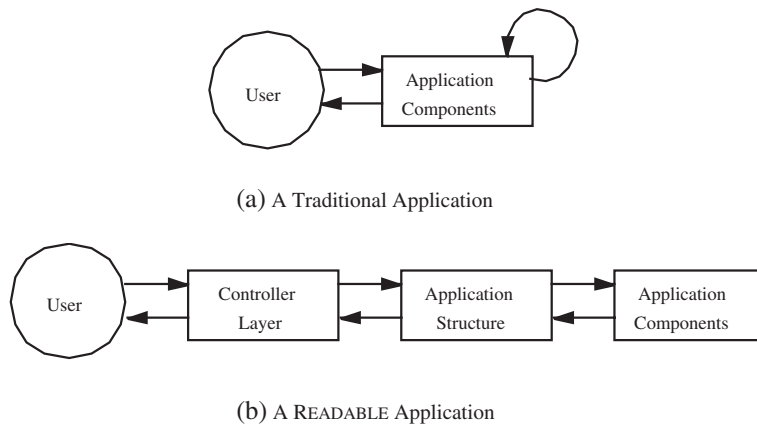 User
Application
Components
(a) A Traditional Application
User
Controller
Layer
Application
Structure
Application
Components
(b) A READABLE Application